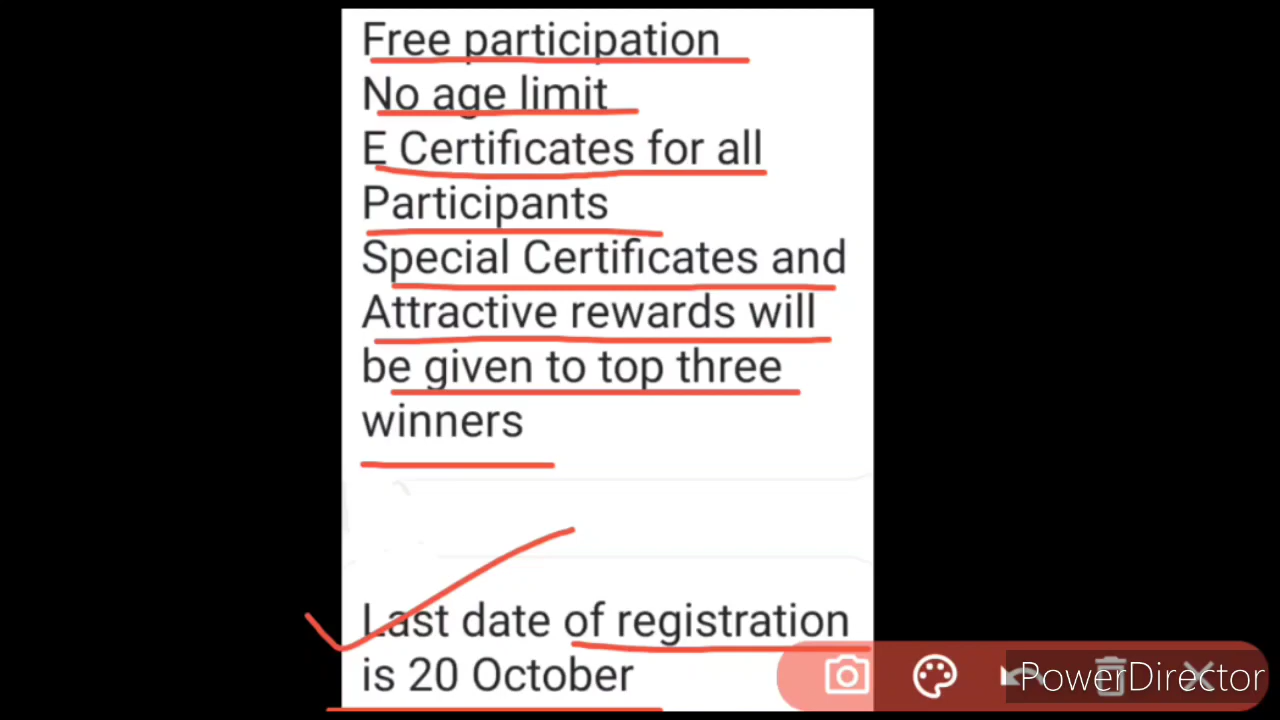 Free participation
No age limit
E Certificates for all
Participants
Special Certificates and
Attractive rewards will
be given to top three
winners
Last date of registration
is 20 October
PowerDirector